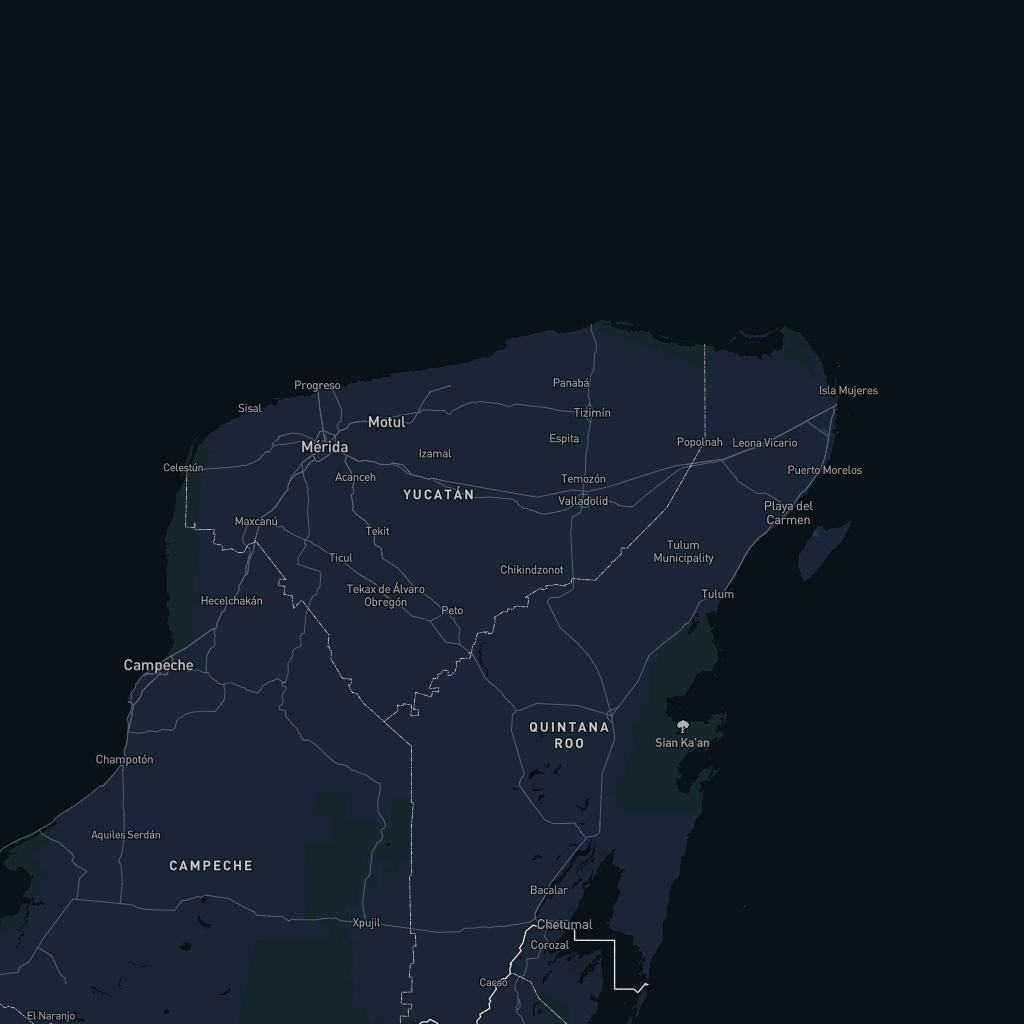 Progreso
Panabá
Isla Mujeres
Sisal
Tizimín
Motul
Espita
Popolnah
Leona Vicario
Mérida
Izamal
Celestún
Puerto Morelos
Acanceh
Temozón
YUCATÁN
Valladolid
Playa del
Carmen
Maxcanú
Tekit
Tulum
Municipality
Ticul
Chikindzonot
Tekax de Álvaro
Obregón
Tulum
Hecelchakán
Peto
Campeche
QUINTANA
ROO
Sian Ka'an
Champotón
Aquiles Serdán
CAMPECHE
Bacalar
Xpujil
Chetumal
Corozal
Cacao
El Naranjo